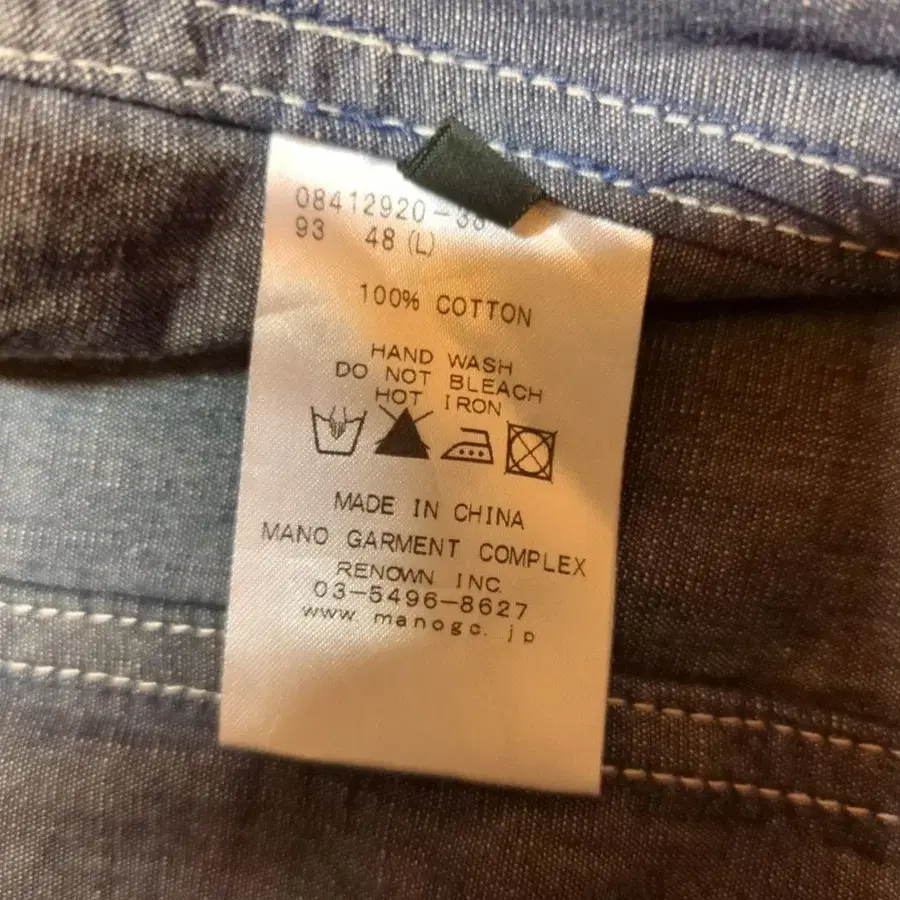 08412920-
93 48 (L)
100% COTTON
HAND WASH
DO NOT BLEACH
HOT IRON
MADE IN CHINA
MANO GARMENT COMPLEX
RENOWN INC.
03-5496-8627
www. manogc. jp